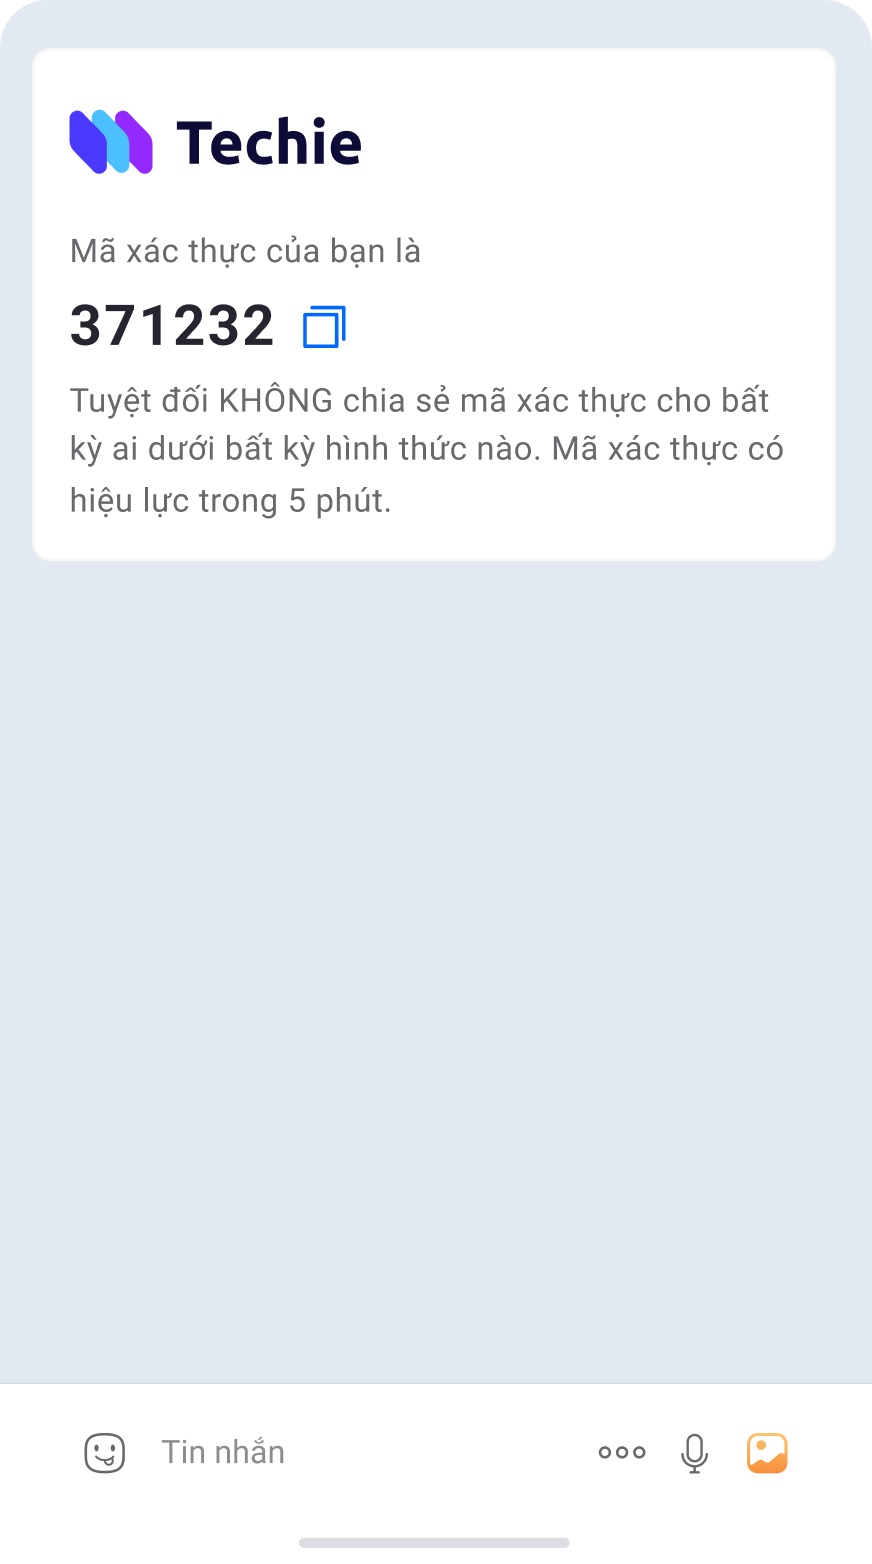 Techie
Mã xác thực của bạn là
371232
Tuyệt đối KHÔNG chia sẻ mã xác thực cho bất
kỳ ai dưới bất kỳ hình thức nào. Mã xác thực có
hiệu lực trong 5 phút.
Tin nhắn